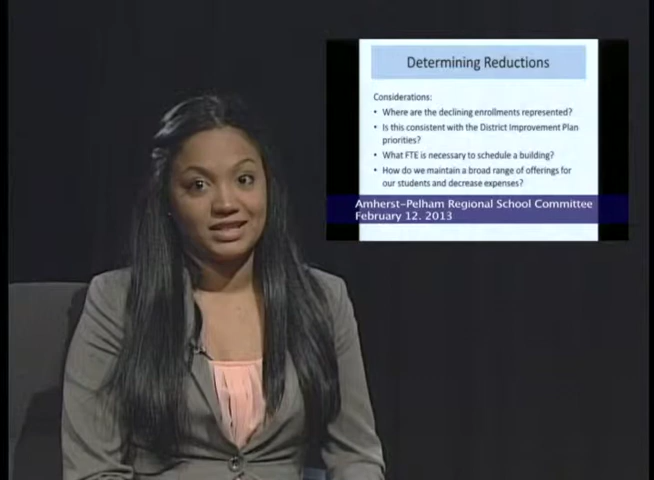 Determining Reductions
Considerations:
• Where are the declining enrollments represented?
• Is this consistent with the District Improvement Plan
priorities?
• What FTE is necessary to schedule a building?
• How do we maintain a broad range of offerings for
our students and decrease expenses?
Amherst-Pelham Regional School Committee
February 12. 2013